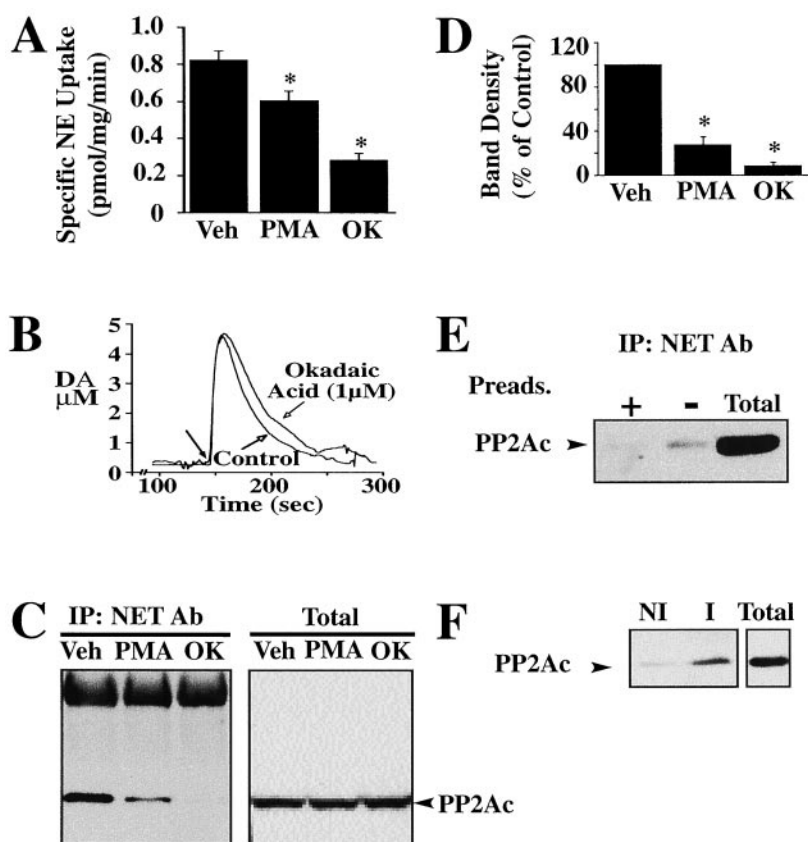 A
Specific NE Uptake
(pmol/mg/min)
1.0
0.8
0.6
0.4
0.2
0
*
*
Veh PMA OK
D
Band Density
(% of Control)
120
80
40
0
*
*
Veh PMA OK
B
DA
µM
5
4
3
2
1
0
Okadaic
Acid (1µM)
Control
100 200 300
Time (sec)
E
IP: NET Ab
Preads.
+ - Total
PP2Ac
C
IP: NET Ab Total
Veh PMA OK Veh PMA OK
PP2Ac
F
NI I Total
PP2Ac